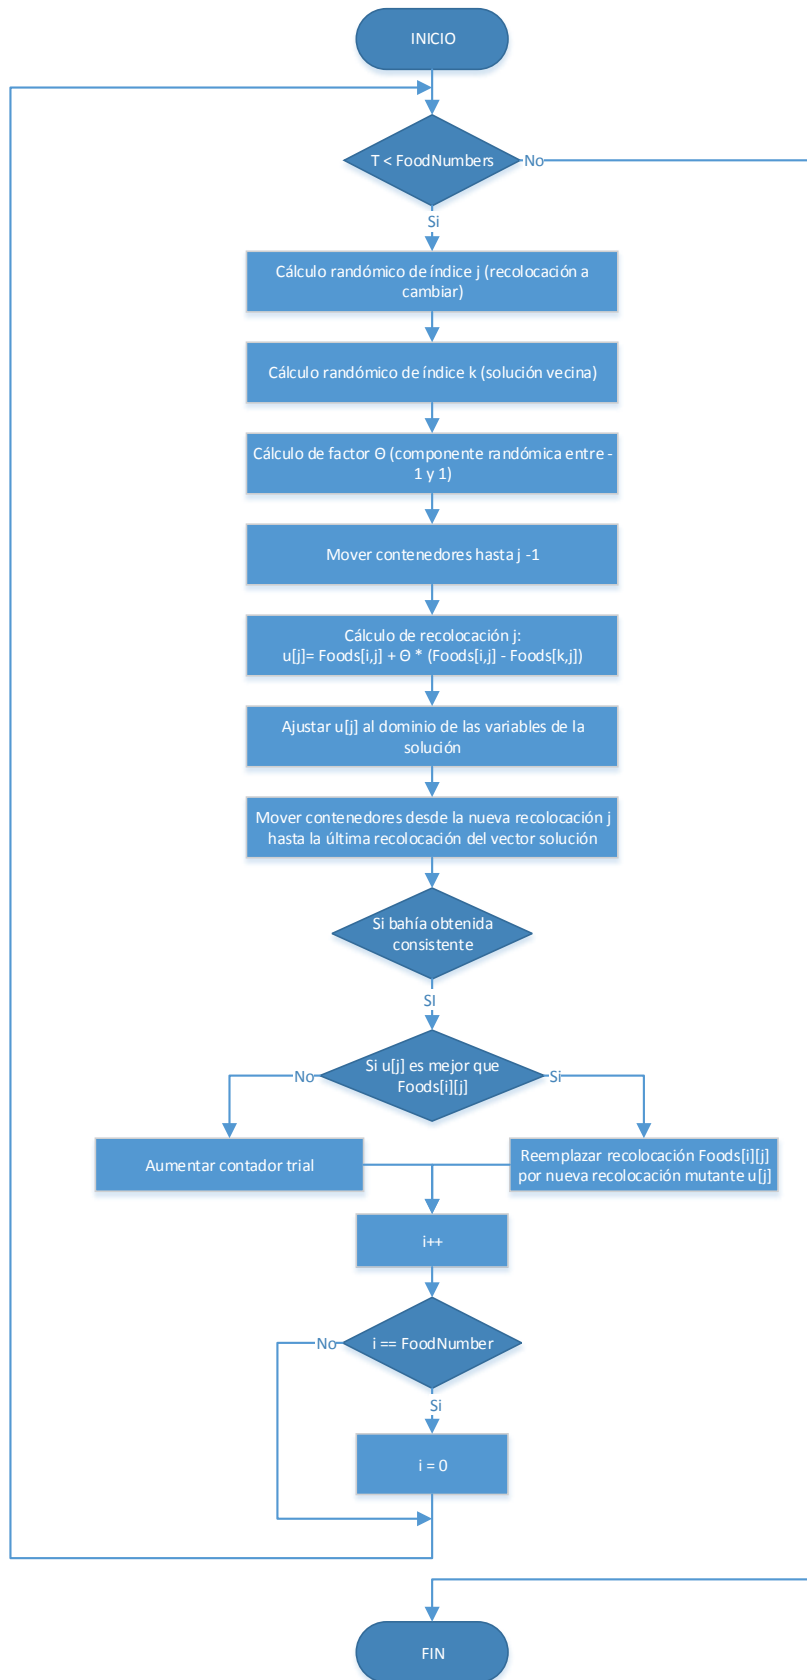 INICIO
T < FoodNumbers
No
Si
Cálculo randómico de índice j (recolocación a
cambiar)
Cálculo randómico de índice k (solución vecina)
Cálculo de factor Θ (componente randómica entre -
1 y 1)
Mover contenedores hasta j -1
Cálculo de recolocación j:
u[j]= Foods[i,j] + Θ * (Foods[i,j] - Foods[k,j])
Ajustar u[j] al dominio de las variables de la
solución
Mover contenedores desde la nueva recolocación j
hasta la última recolocación del vector solución
Si bahía obtenida
consistente
SI
Si u[j] es mejor que
Foods[i][j]
No
Si
Aumentar contador trial
Reemplazar recolocación Foods[i][j]
por nueva recolocación mutante u[j]
i++
i == FoodNumber
No
Si
i = 0
FIN